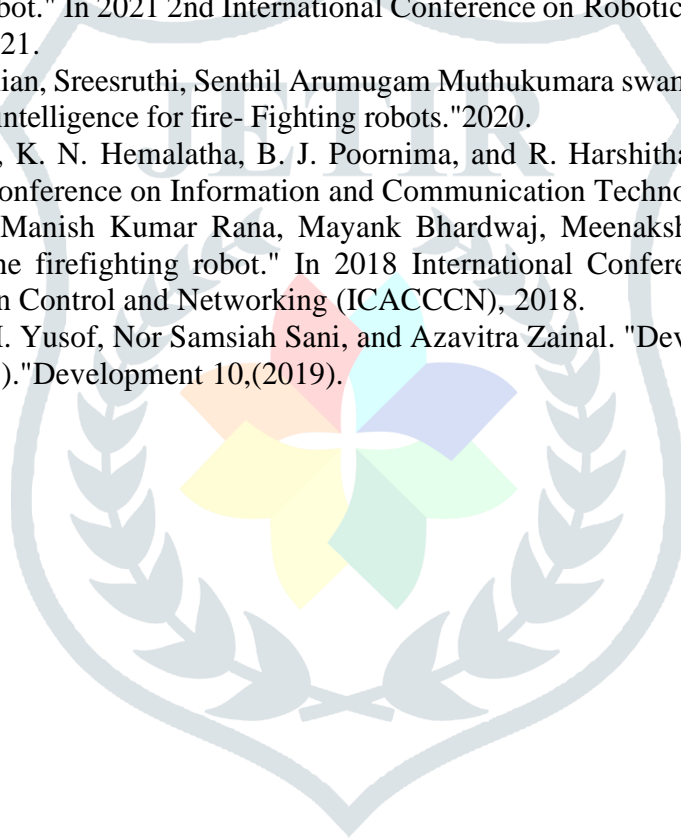 bot." In 2021 2nd International Conference on Robotic
21.
ian, Sreesruthi, Senthil Arumugam Muthukumara swam
intelligence for fire- Fighting robots."2020.
, K. N. Hemalatha, B. J. Poornima, and R. Harshitha
onference on Information and Communication Techno
Manish Kumar Rana, Mayank Bhardwaj, Meenaksh
ne firefighting robot." In 2018 International Confere
n Control and Networking (ICACCCN), 2018.
I. Yusof, Nor Samsiah Sani, and Azavitra Zainal. "Dev
)."Development 10,(2019).
JETIR